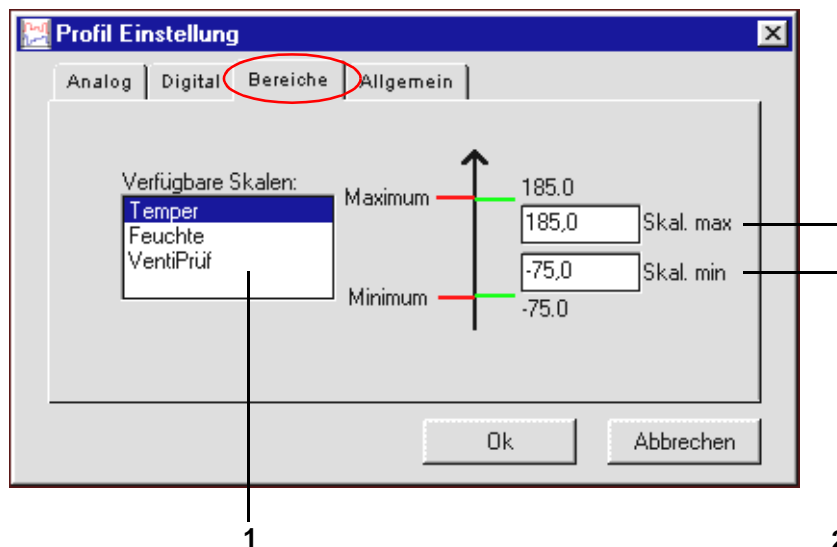 Profil Einstellung
Analog Digital Bereiche Allgemein
Verfügbare Skalen:
Temper
Feuchte
VentiPrüf
Maximum
Minimum
185.0
185,0 Skal. max
-75,0 Skal. min
-75.0
Ok Abbrechen
1